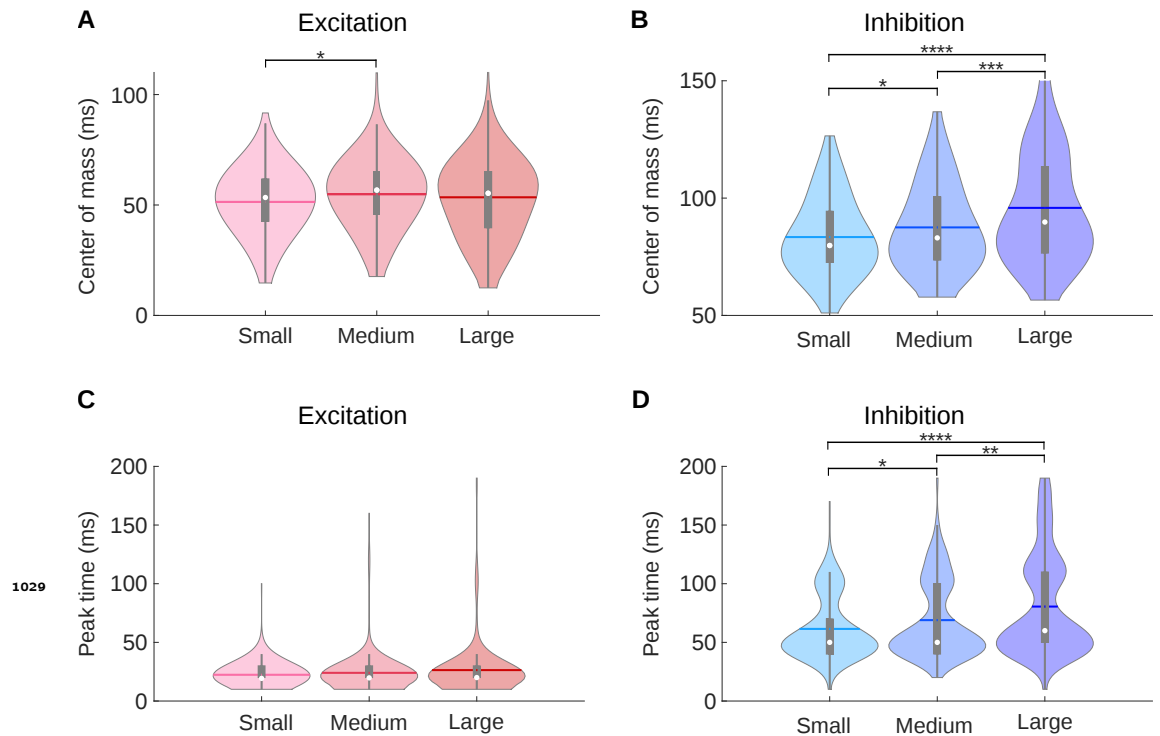 A
Excitation
*
Center of mass (ms)
100
50
0
Small
Medium
Large
B
Inhibition
****
*
***
Center of mass (ms)
150
100
50
Small
Medium
Large
C
Excitation
Peak time (ms)
200
150
100
50
0
Small
Medium
Large
D
Inhibition
****
*
**
Peak time (ms)
200
150
100
50
0
Small
Medium
Large
1029